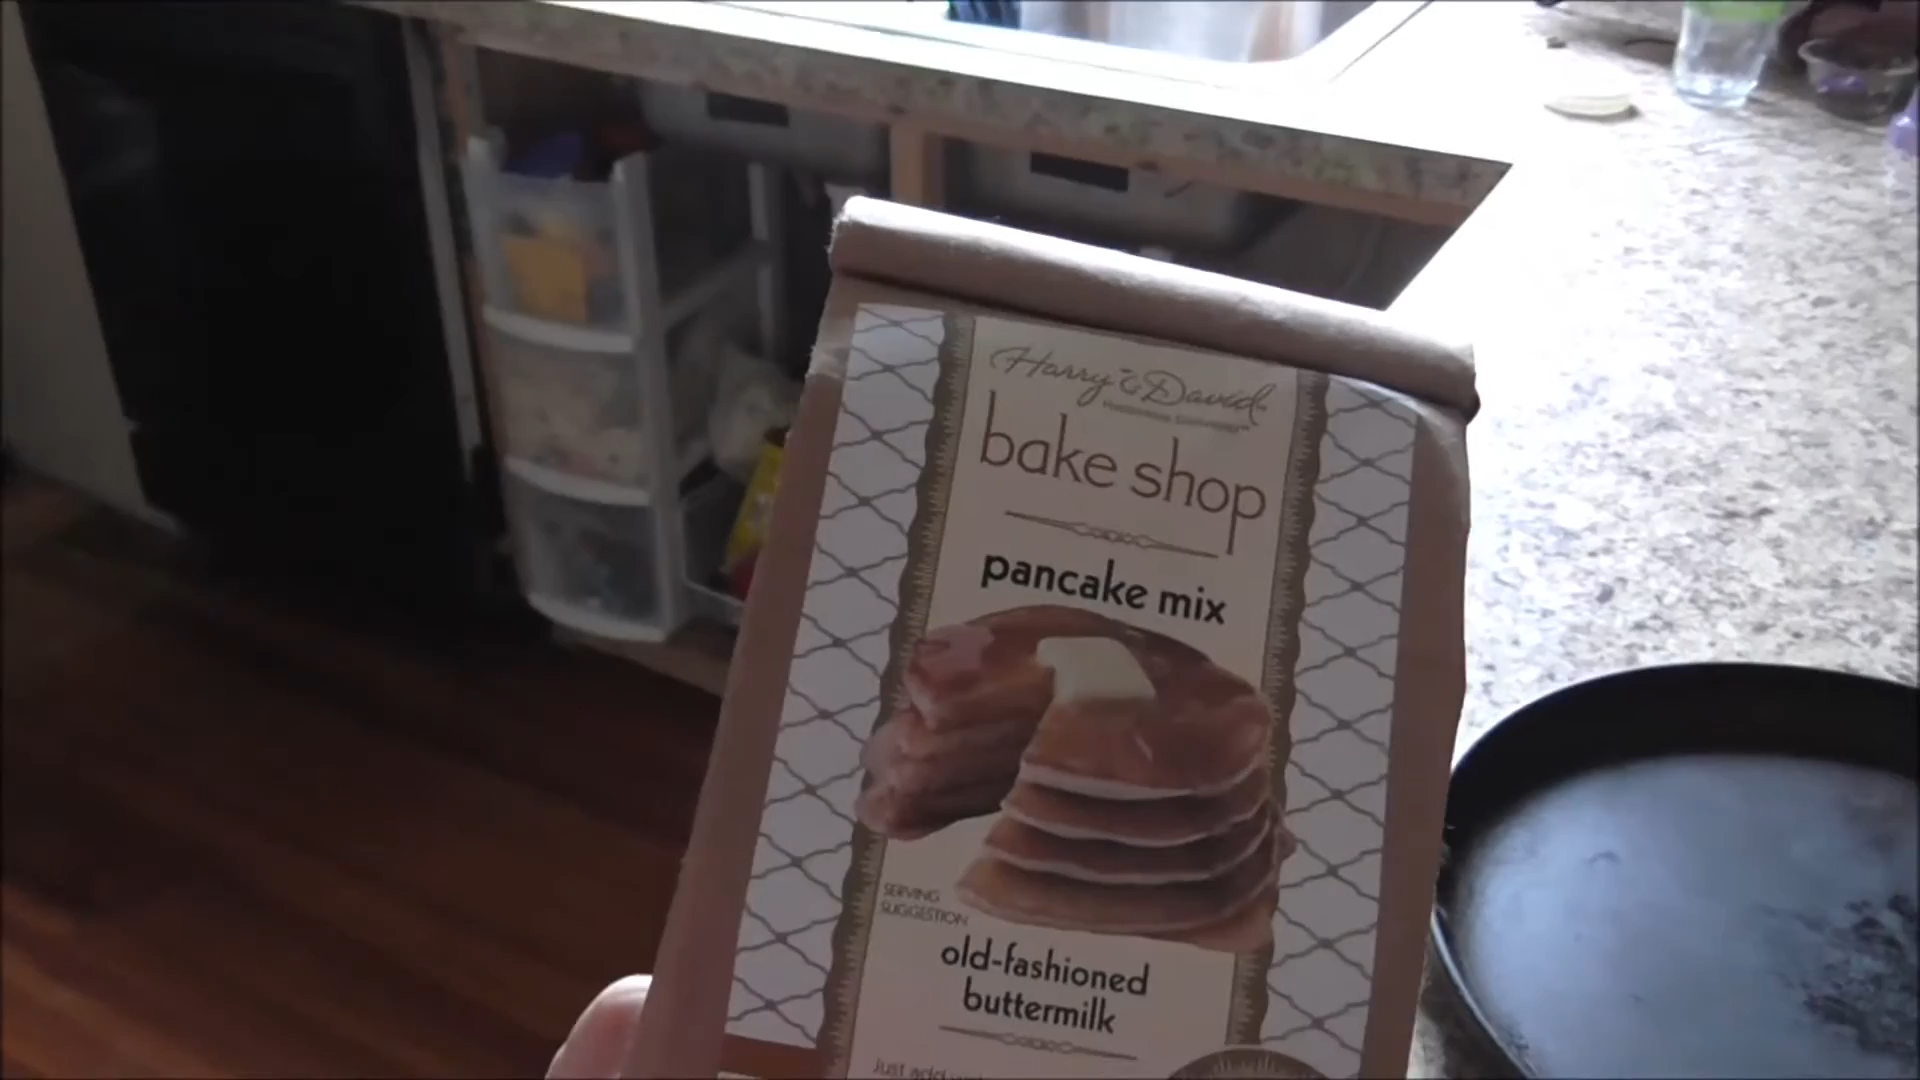 Harry & David
bake shop
pancake mix
SERVING
SUGGESTION
old-fashioned
buttermilk
Just add